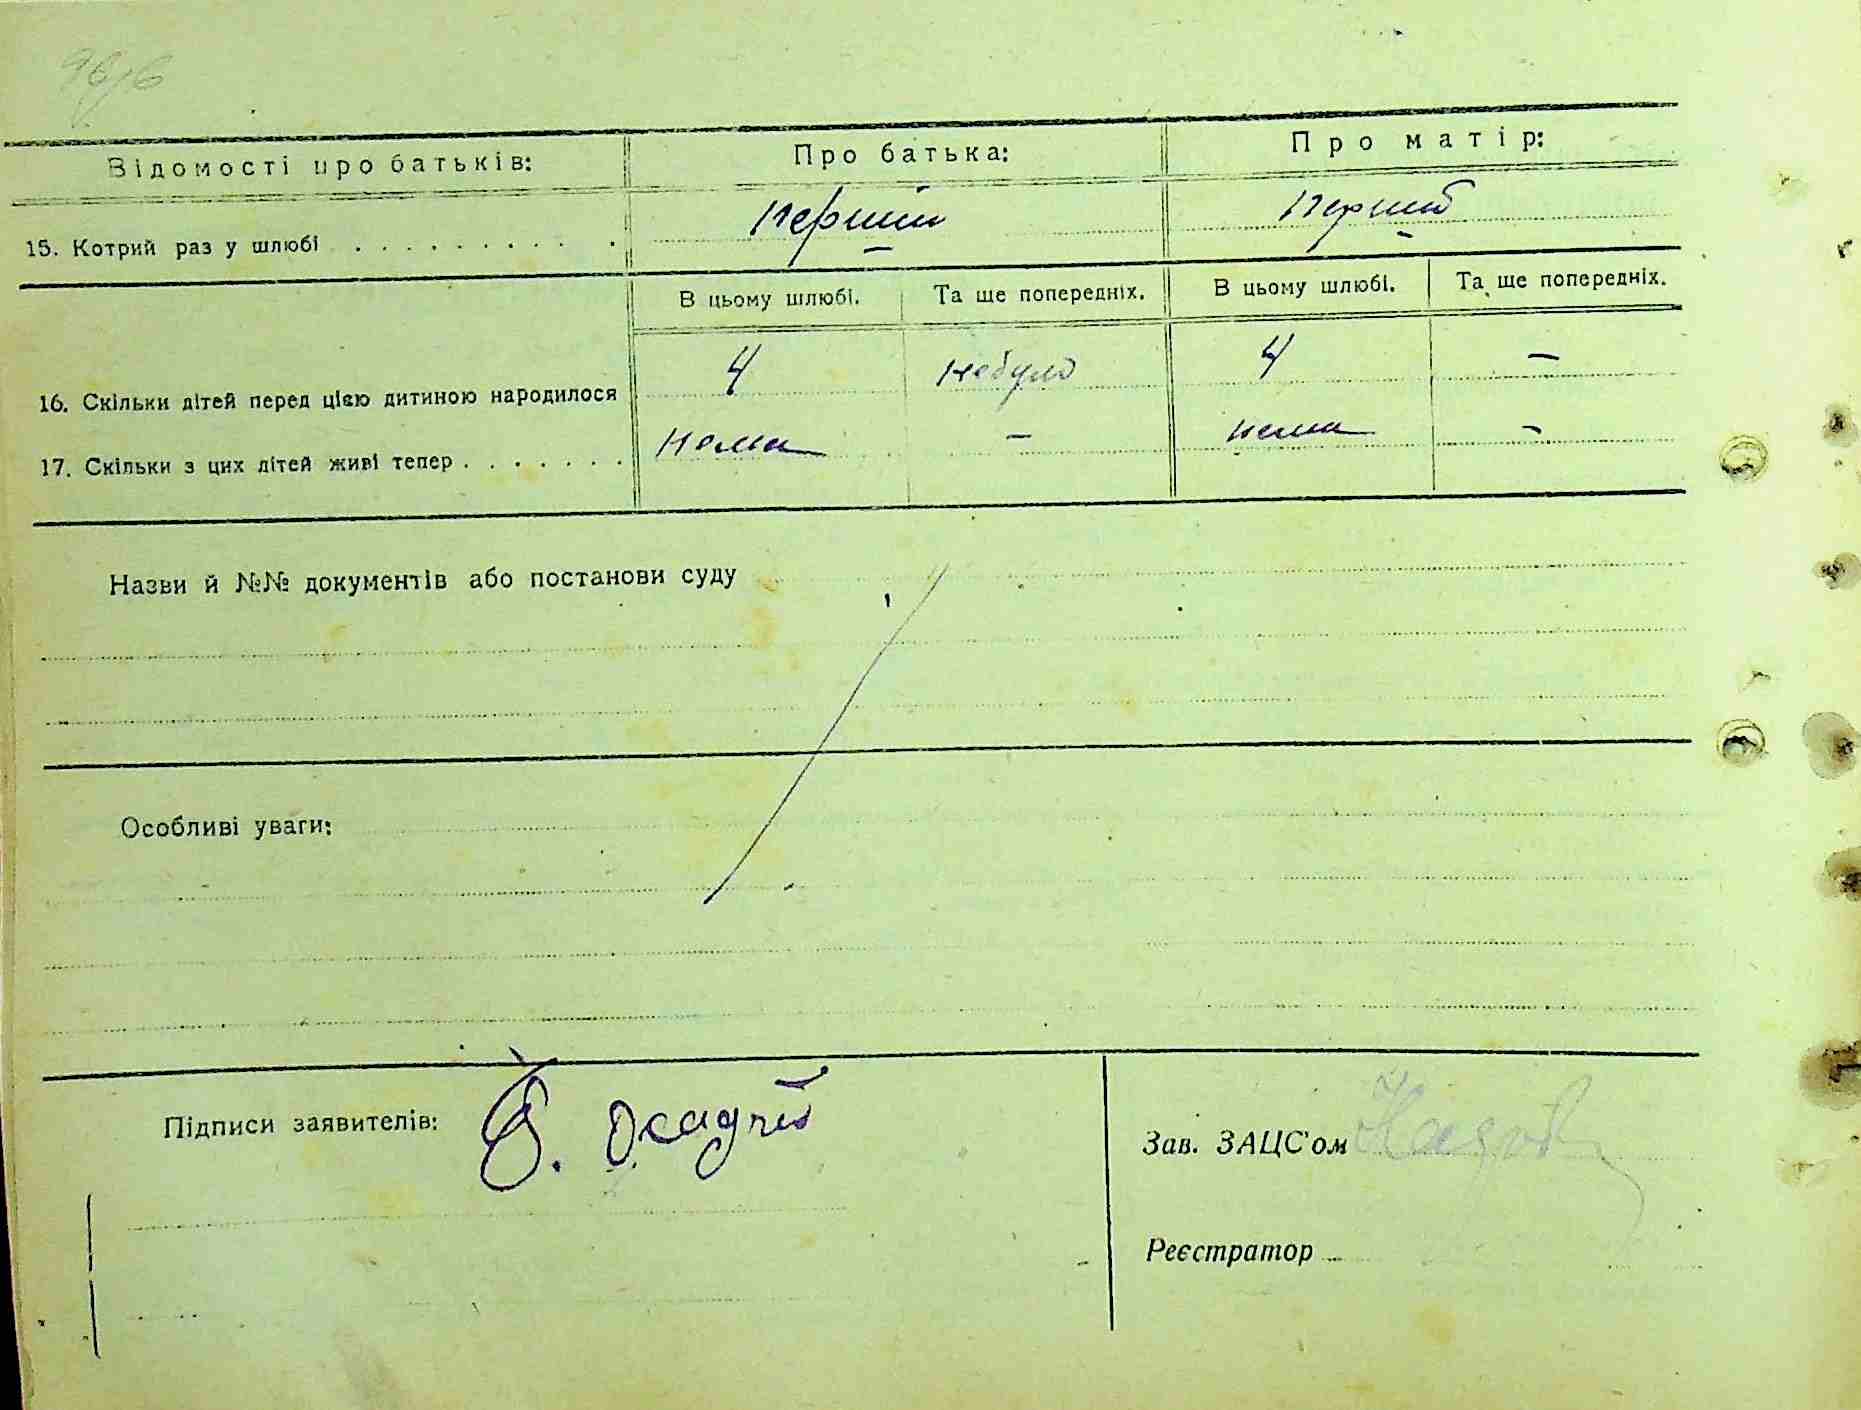 Відомості про батьків: Про батька: Про матір:
15. Котрий раз у шлюбі . . . . . . . . . . перший перший
В цьому шлюбі. Та ще попередніх. В цьому шлюбі. Та ще попередніх.
16. Скільки дітей перед цією дитиною народилося 4 небуло 4 —
17. Скільки з цих дітей живі тепер . . . . . . . нема — нема —
Назви й №№ документів або постанови суду
Особливі уваги:
Підписи заявителів:
Зав. ЗАЦС'ом
Реєстратор